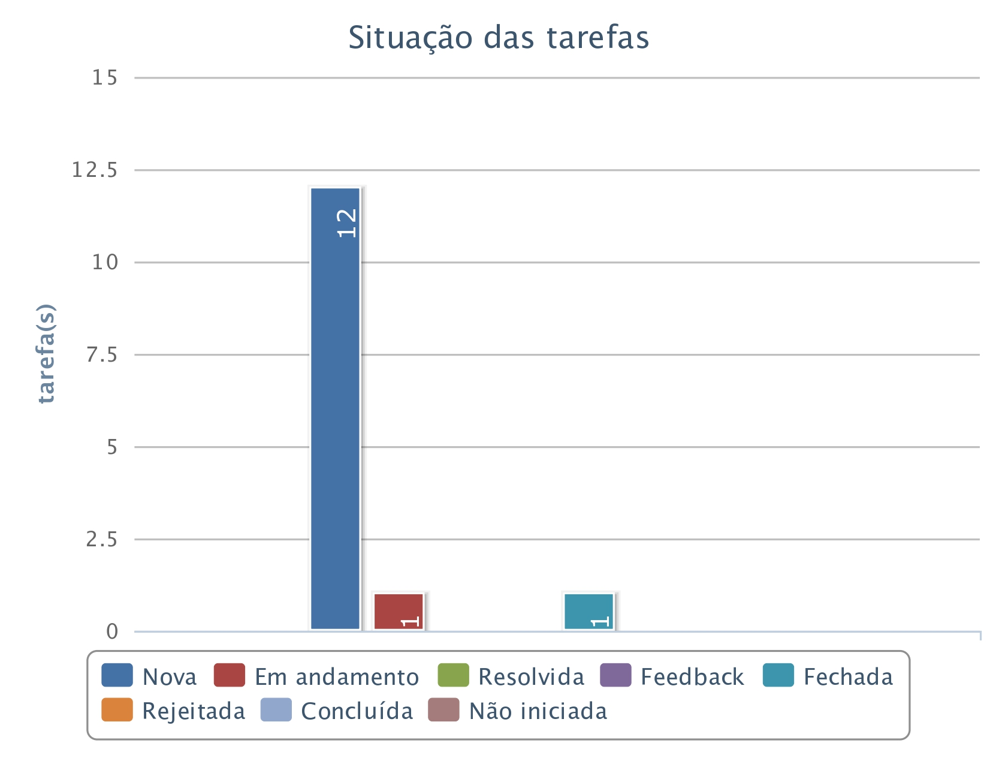 Situação das tarefas
15
12.5
10
7.5
5
2.5
0
tarefa(s)
12
1
1
Nova Em andamento Resolvida Feedback Fechada
Rejeitada Concluída Não iniciada